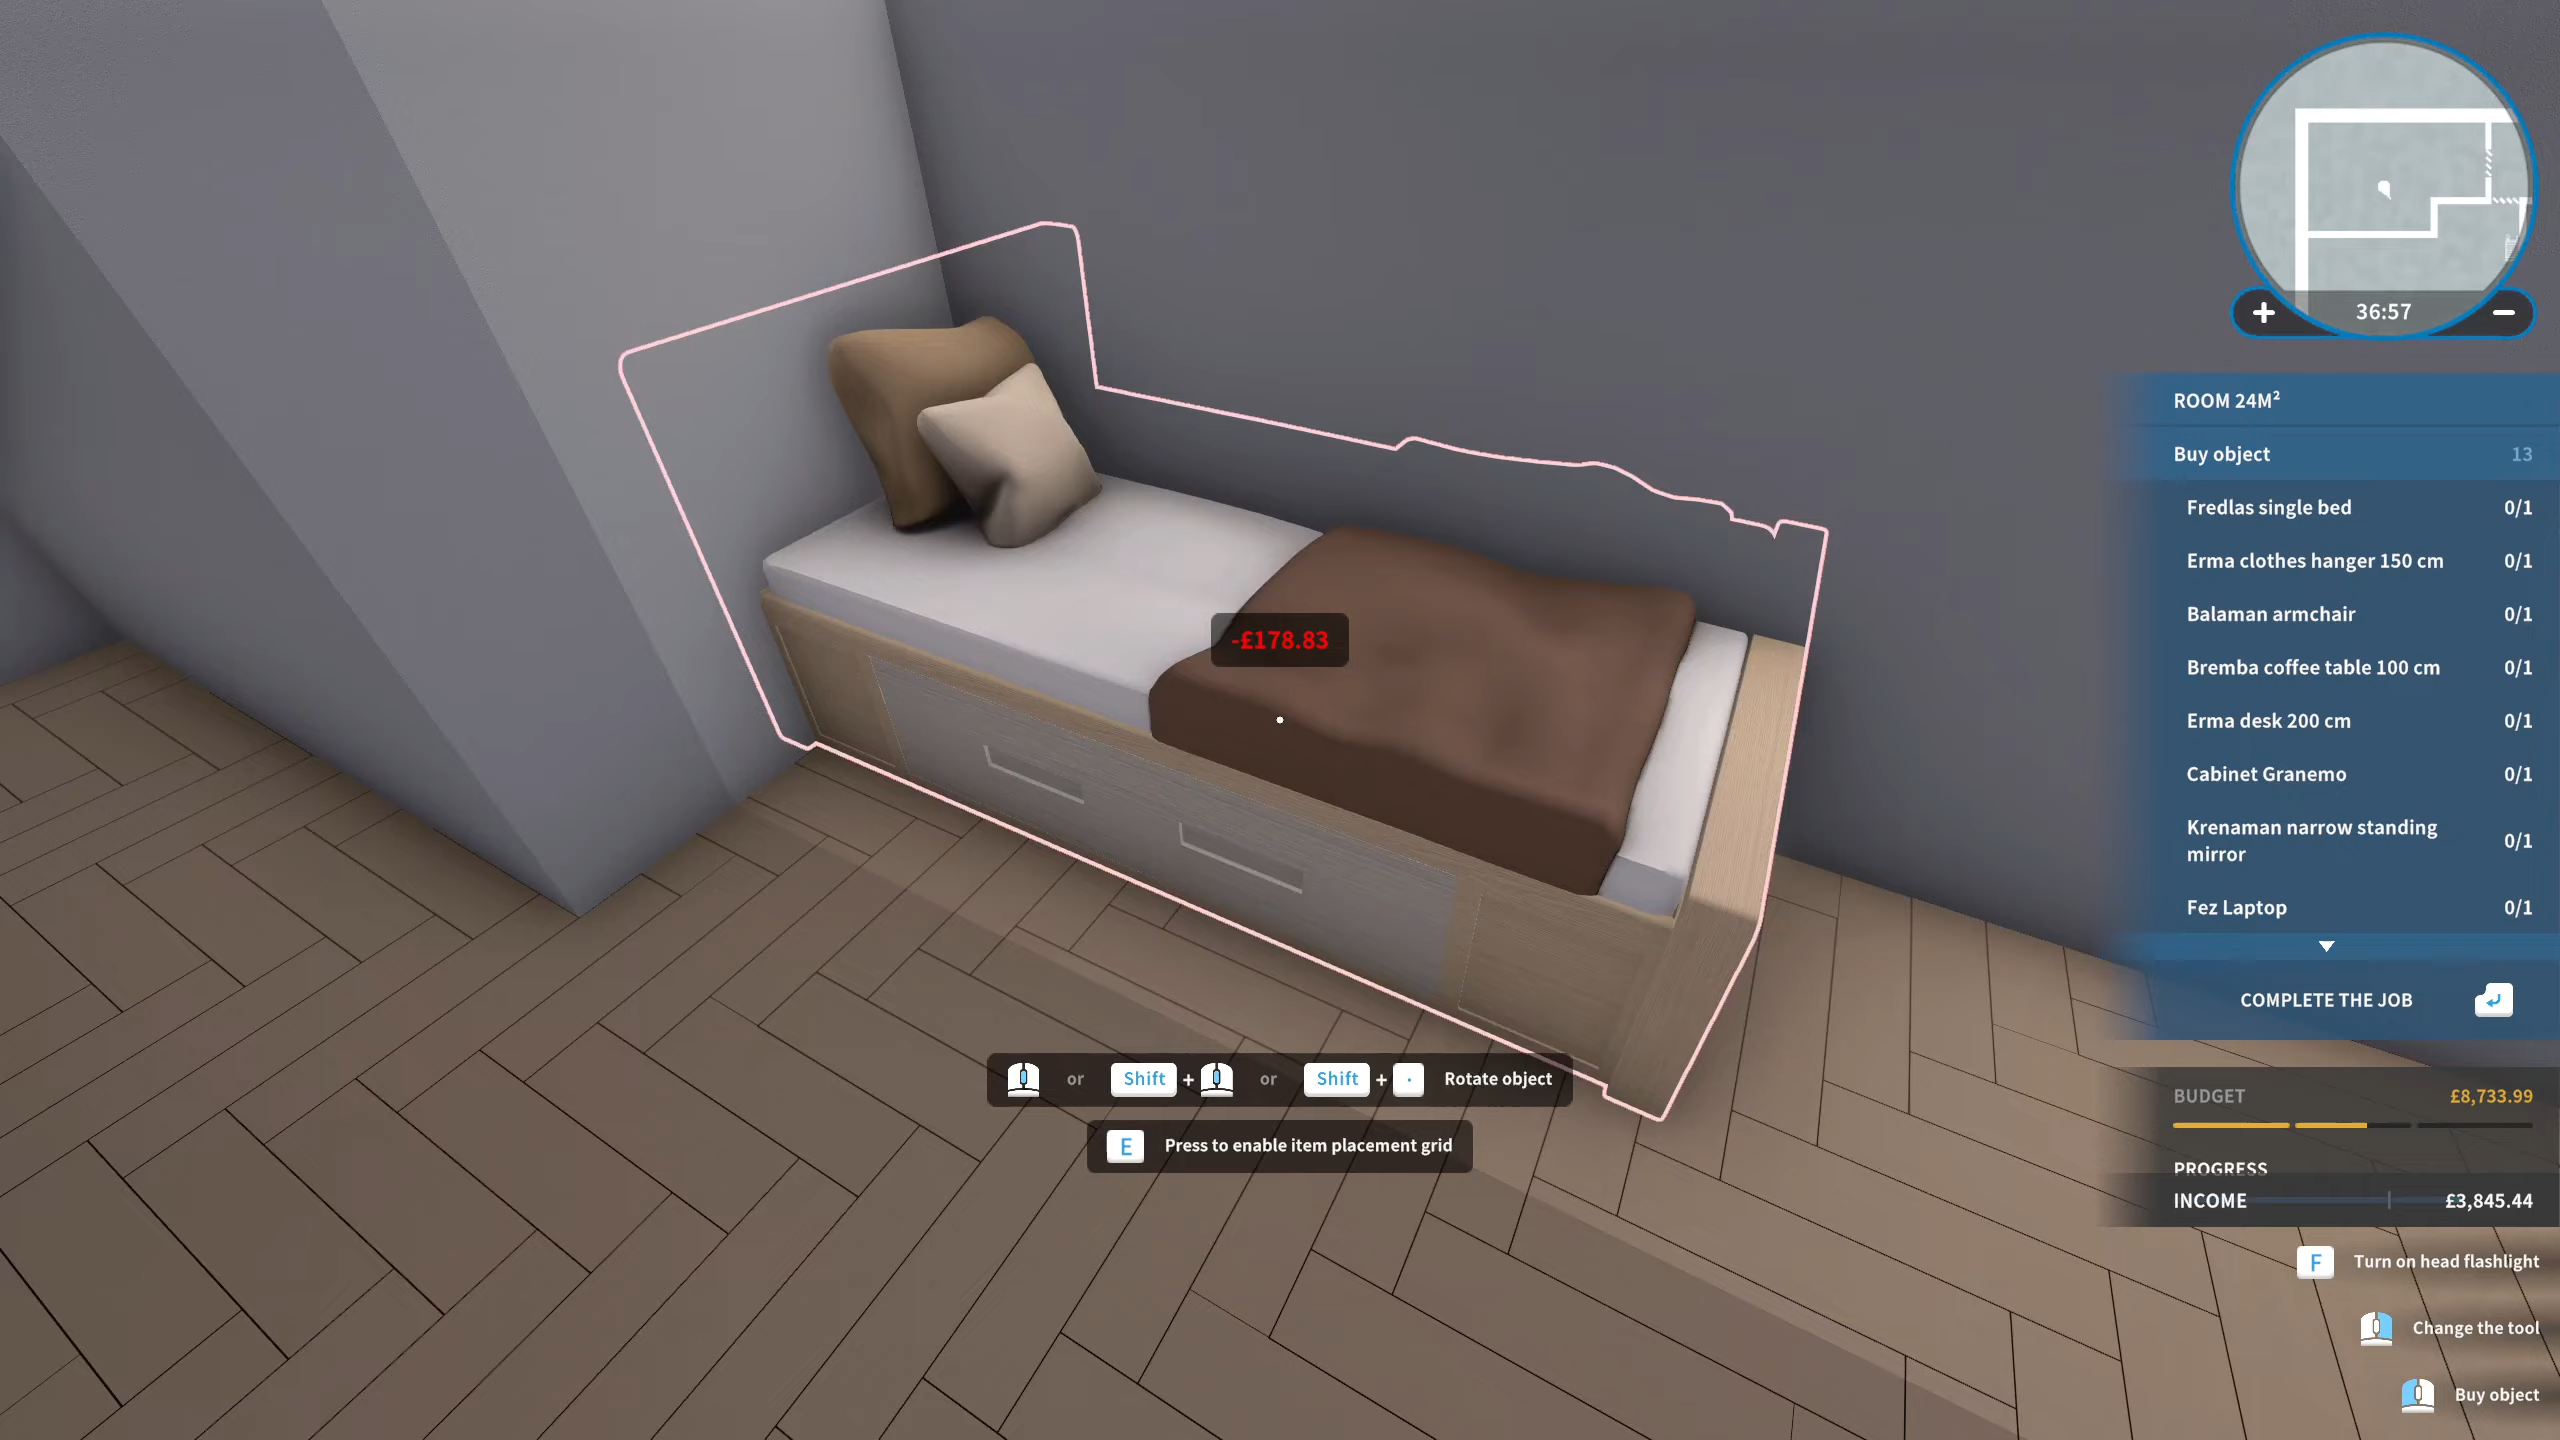 36:57
ROOM 24M²
Buy object 13
Fredlas single bed 0/1
Erma clothes hanger 150 cm 0/1
Balaman armchair 0/1
Bremba coffee table 100 cm 0/1
Erma desk 200 cm 0/1
Cabinet Granemo 0/1
Krenaman narrow standing
mirror 0/1
Fez Laptop 0/1
COMPLETE THE JOB
-£178.83
or Shift + or Shift + · Rotate object
E Press to enable item placement grid
BUDGET £8,733.99
PROGRESS
INCOME £3,845.44
F Turn on head flashlight
Change the tool
Buy object